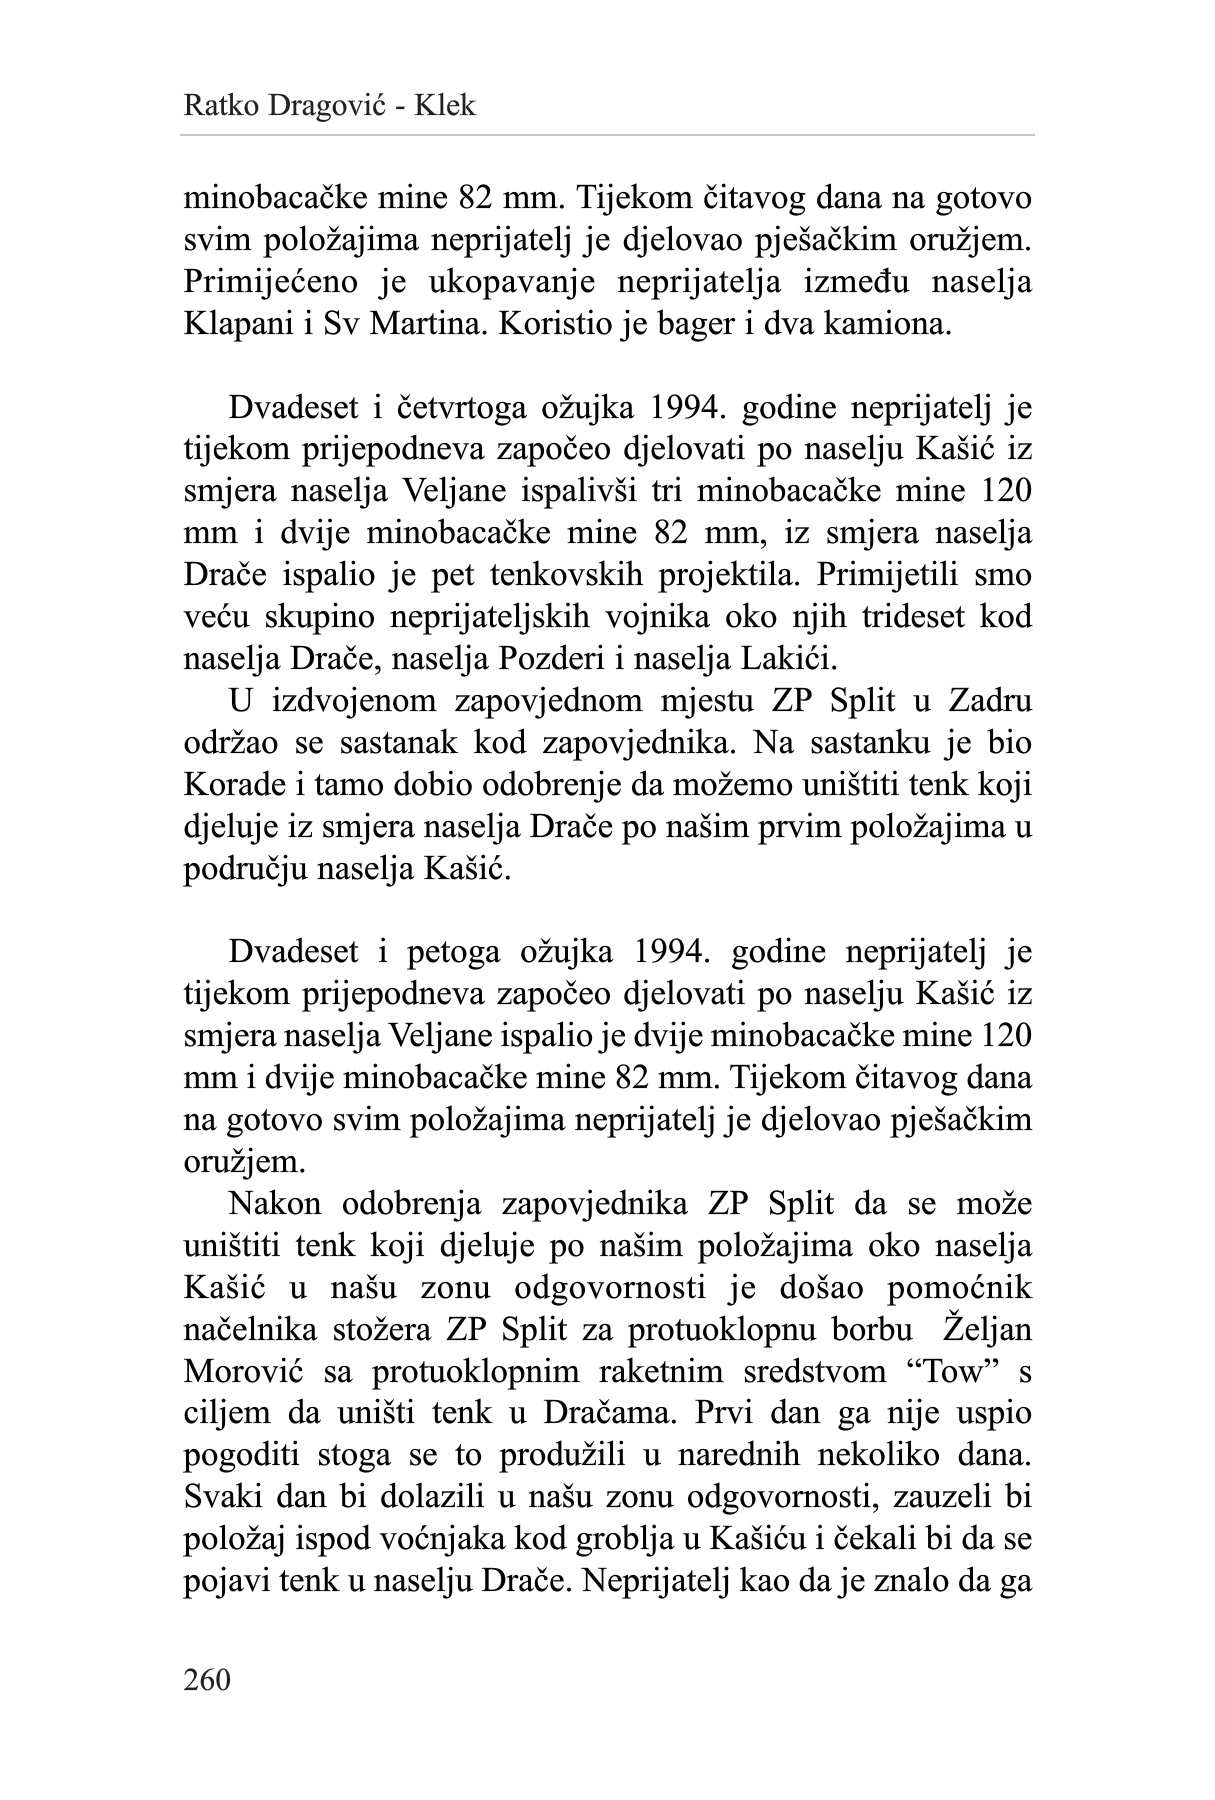 Ratko Dragović - Klek
minobacačke mine 82 mm. Tijekom čitavog dana na gotovo
svim položajima neprijatelj je djelovao pješačkim oružjem.
Primijećeno je ukopavanje neprijatelja između naselja
Klapani i Sv Martina. Koristio je bager i dva kamiona.
Dvadeset i četvrtoga ožujka 1994. godine neprijatelj je
tijekom prijepodneva započeo djelovati po naselju Kašić iz
smjera naselja Veljane ispalivši tri minobacačke mine 120
mm i dvije minobacačke mine 82 mm, iz smjera naselja
Drače ispalio je pet tenkovskih projektila. Primijetili smo
veću skupino neprijateljskih vojnika oko njih trideset kod
naselja Drače, naselja Pozderi i naselja Lakići.
U izdvojenom zapovjednom mjestu ZP Split u Zadru
održao se sastanak kod zapovjednika. Na sastanku je bio
Korade i tamo dobio odobrenje da možemo uništiti tenk koji
djeluje iz smjera naselja Drače po našim prvim položajima u
području naselja Kašić.
Dvadeset i petoga ožujka 1994. godine neprijatelj je
tijekom prijepodneva započeo djelovati po naselju Kašić iz
smjera naselja Veljane ispalio je dvije minobacačke mine 120
mm i dvije minobacačke mine 82 mm. Tijekom čitavog dana
na gotovo svim položajima neprijatelj je djelovao pješačkim
oružjem.
Nakon odobrenja zapovjednika ZP Split da se može
uništiti tenk koji djeluje po našim položajima oko naselja
Kašić u našu zonu odgovornosti je došao pomoćnik
načelnika stožera ZP Split za protuoklopnu borbu  Željan
Morović sa protuoklopnim raketnim sredstvom “Tow” s
ciljem da uništi tenk u Dračama. Prvi dan ga nije uspio
pogoditi stoga se to produžili u narednih nekoliko dana.
Svaki dan bi dolazili u našu zonu odgovornosti, zauzeli bi
položaj ispod voćnjaka kod groblja u Kašiću i čekali bi da se
pojavi tenk u naselju Drače. Neprijatelj kao da je znalo da ga
260